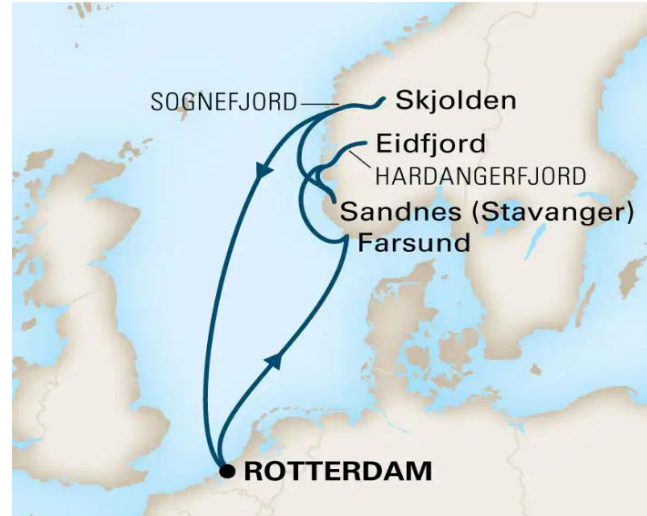 SOGNEFJORD
Skjolden
Eidfjord
HARDANGERFJORD
Sandnes (Stavanger)
Farsund
ROTTERDAM